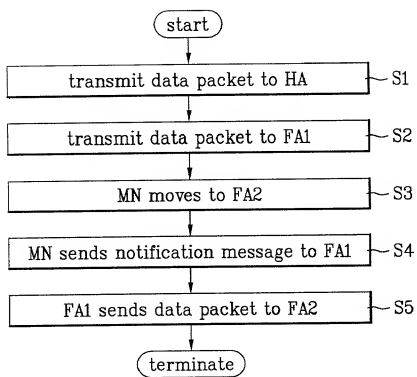 start
transmit data packet to HA
S1
transmit data packet to FA1
S2
MN moves to FA2
S3
MN sends notification message to FA1
S4
FA1 sends data packet to FA2
S5
terminate